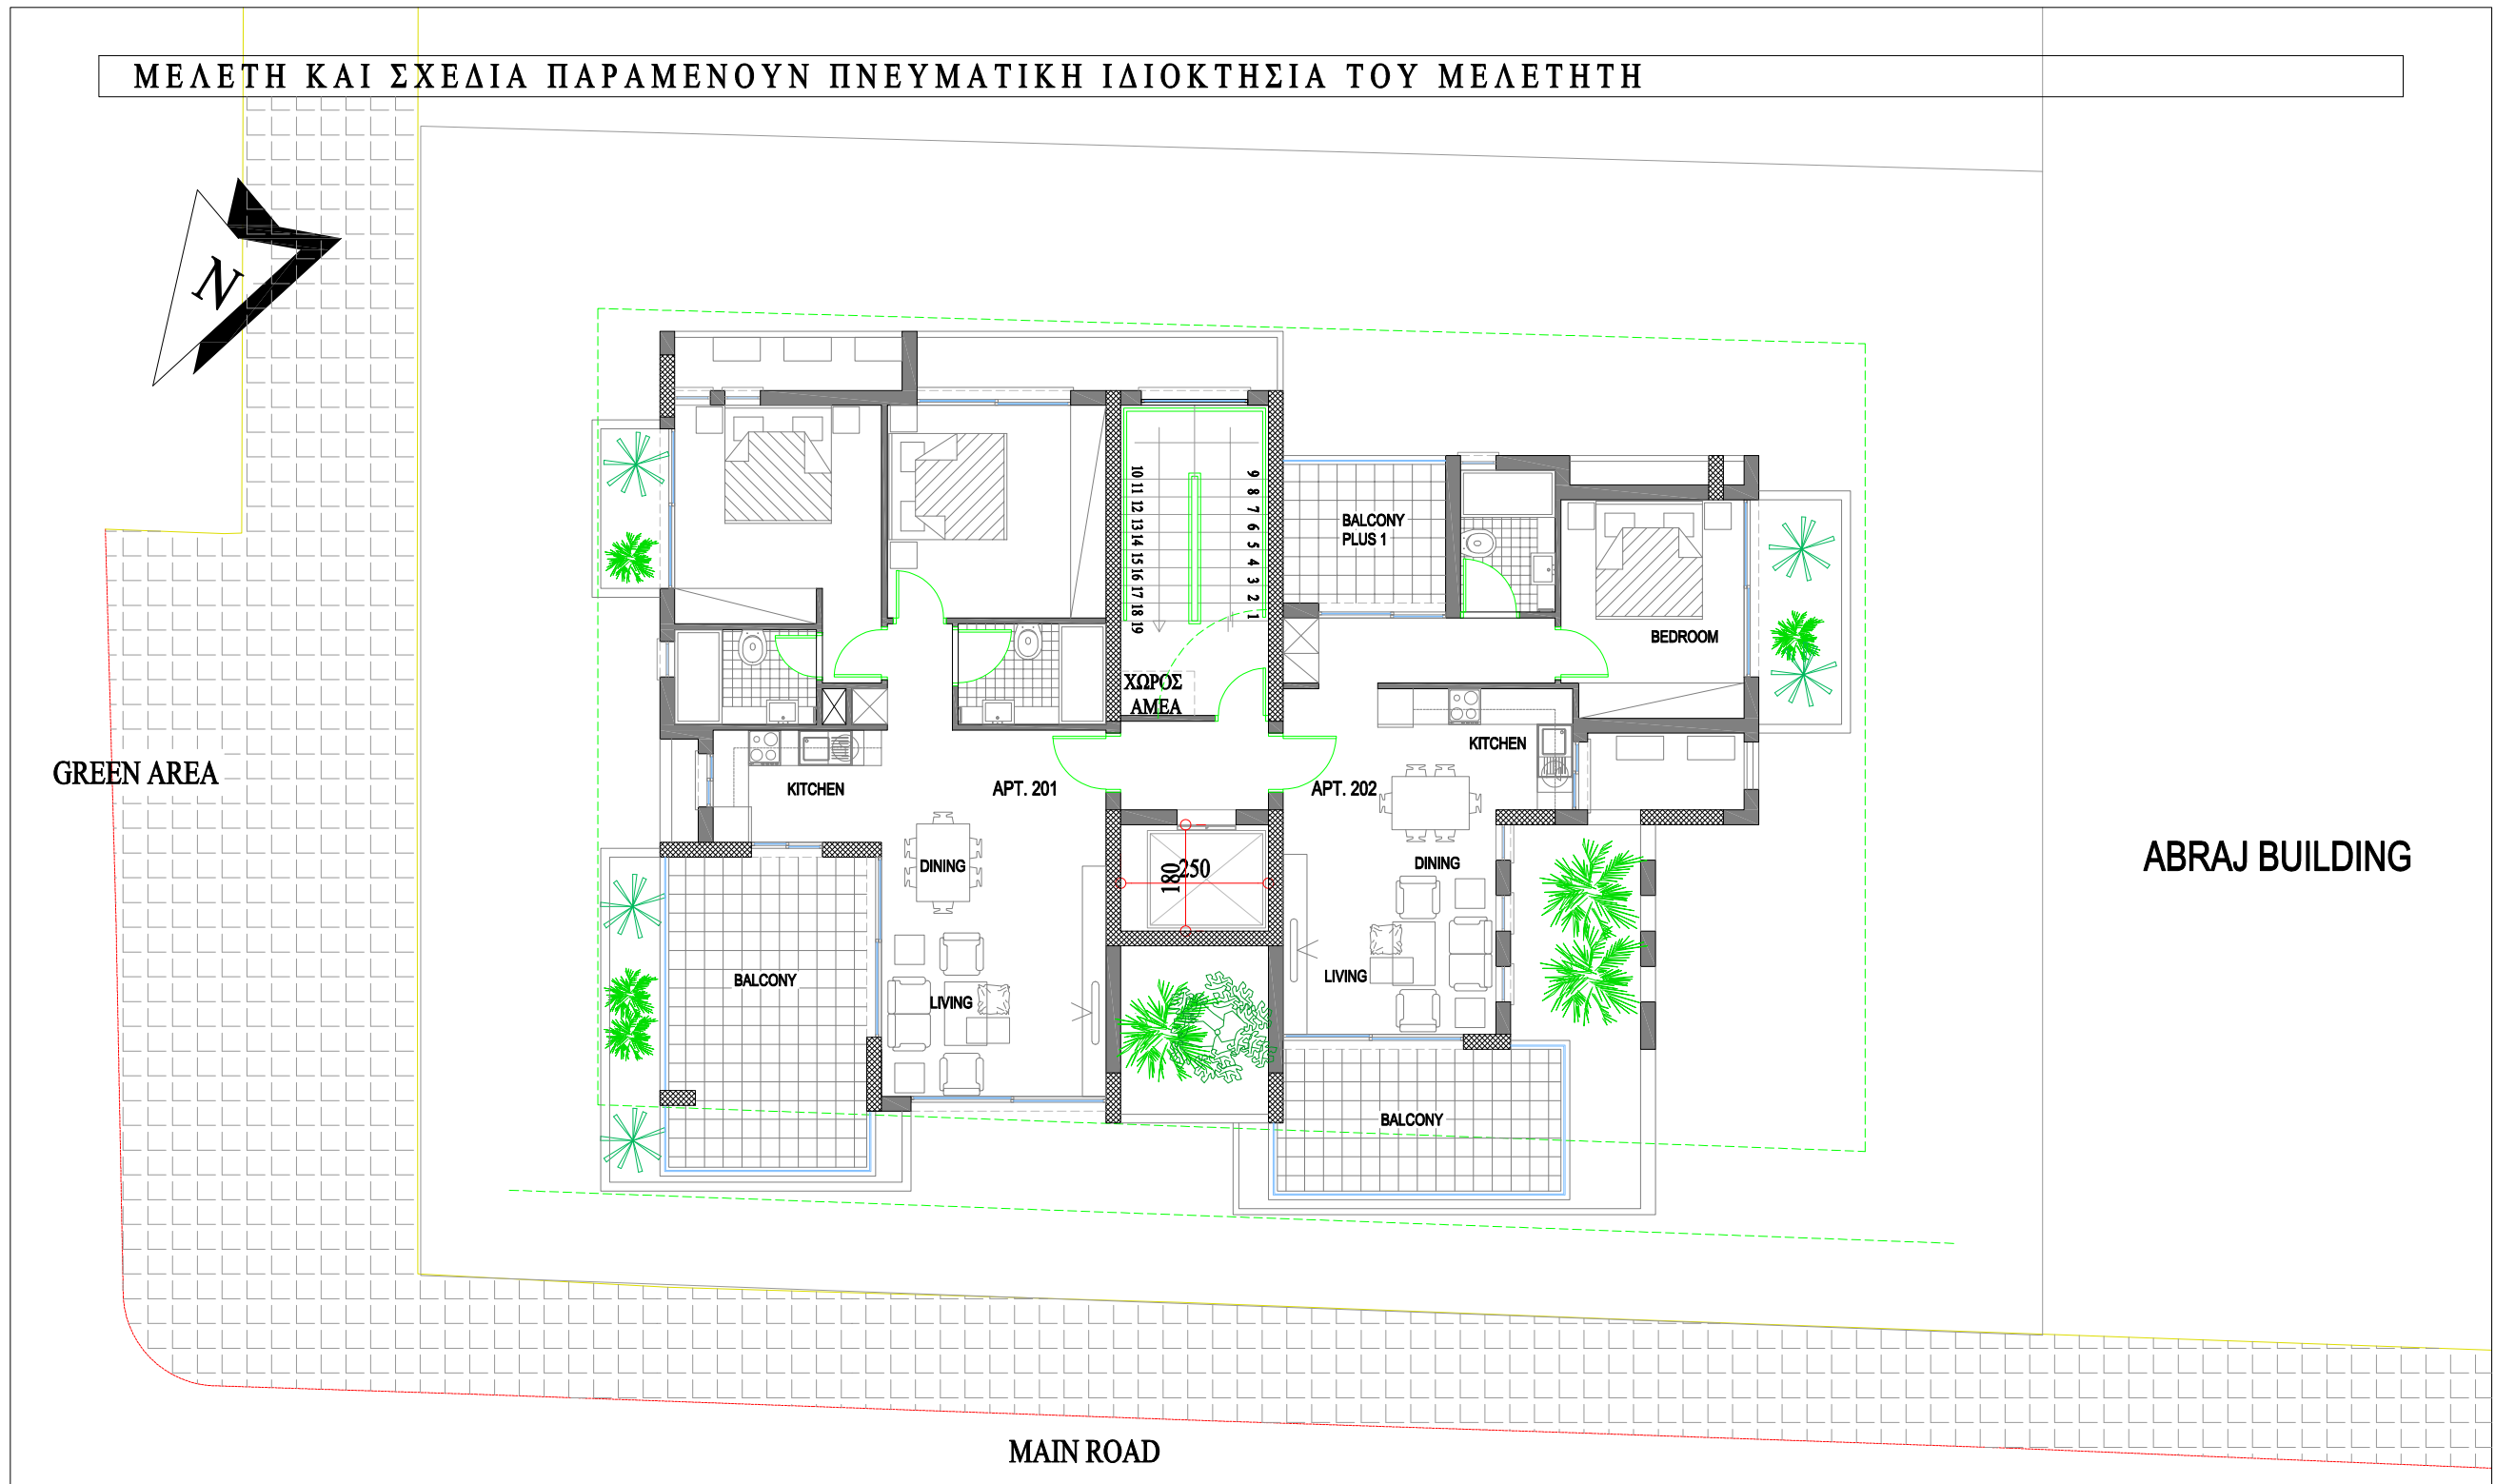 ΜΕΛΕΤΗ ΚΑΙ ΣΧΕΔΙΑ ΠΑΡΑΜΕΝΟΥΝ ΠΝΕΥΜΑΤΙΚΗ ΙΔΙΟΚΤΗΣΙΑ ΤΟΥ ΜΕΛΕΤΗΤΗ
N
10 11 12 13 14 15 16 17 18 19
9 8 7 6 5 4 3 2 1
BALCONY
PLUS 1
BEDROOM
ΧΩΡΟΣ
ΑΜΕΑ
KITCHEN
GREEN AREA
KITCHEN
APT. 201
APT. 202
DINING
180
250
DINING
ABRAJ BUILDING
BALCONY
LIVING
LIVING
BALCONY
MAIN ROAD